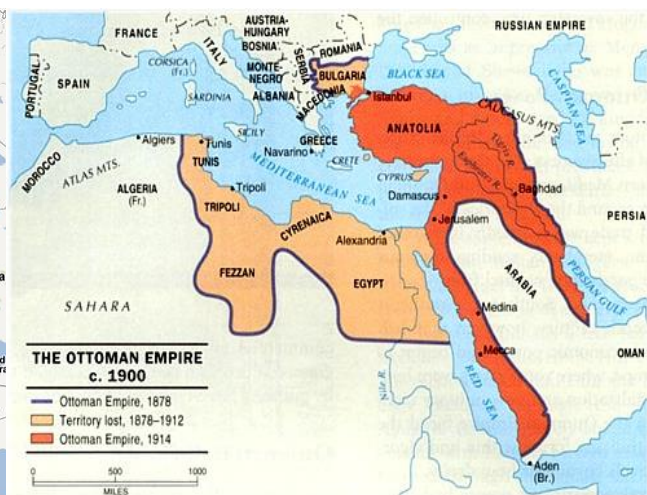 FRANCE
AUSTRIA-
HUNGARY
RUSSIAN EMPIRE
BOSNIA
ROMANIA
ITALY
CORSICA
(Fr.)
MONTE-
NEGRO
SERBIA
BULGARIA
BLACK SEA
CASPIAN SEA
PORTUGAL
SPAIN
SARDINIA
ALBANIA
MACEDONIA
Istanbul
CAUCASUS MTS.
ANATOLIA
SICILY
GREECE
Navarino
Algiers
Tunis
TUNIS
CRETE
CYPRUS
Tigris R.
Euphrates R.
Baghdad
MOROCCO
ATLAS MTS.
MEDITERRANEAN SEA
Damascus
ALGERIA
(Fr.)
Tripoli
TRIPOLI
CYRENAICA
Jerusalem
PERSIA
Alexandria
FEZZAN
EGYPT
ARABIA
PERSIAN GULF
SAHARA
Medina
Mecca
OMAN
Nile R.
RED SEA
Aden
(Br.)
THE OTTOMAN EMPIRE
c. 1900
Ottoman Empire, 1878
Territory lost, 1878–1912
Ottoman Empire, 1914
0 500 1000
MILES